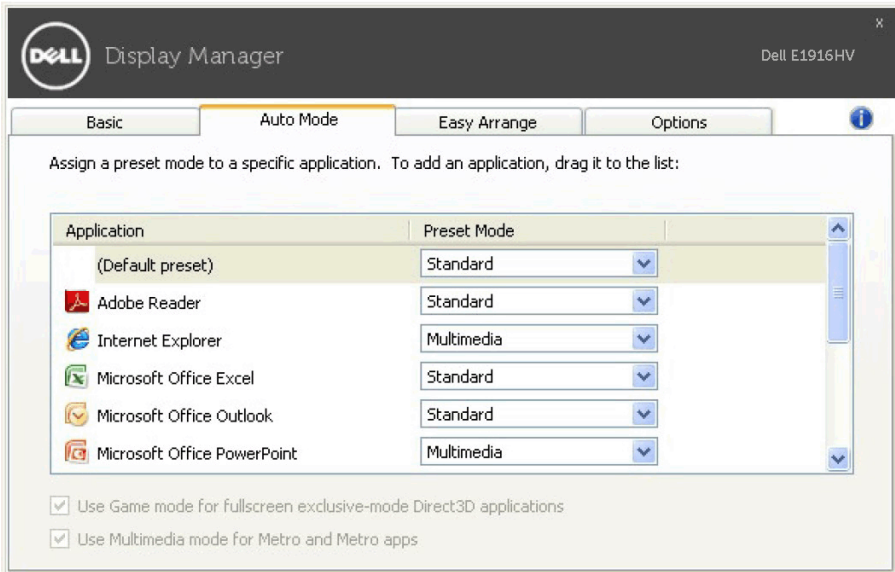 DELL Display Manager
X
Dell E1916HV
Basic Auto Mode Easy Arrange Options
Assign a preset mode to a specific application. To add an application, drag it to the list:
Application Preset Mode
(Default preset) Standard
Adobe Reader Standard
Internet Explorer Multimedia
Microsoft Office Excel Standard
Microsoft Office Outlook Standard
Microsoft Office PowerPoint Multimedia
Use Game mode for fullscreen exclusive-mode Direct3D applications
Use Multimedia mode for Metro and Metro apps